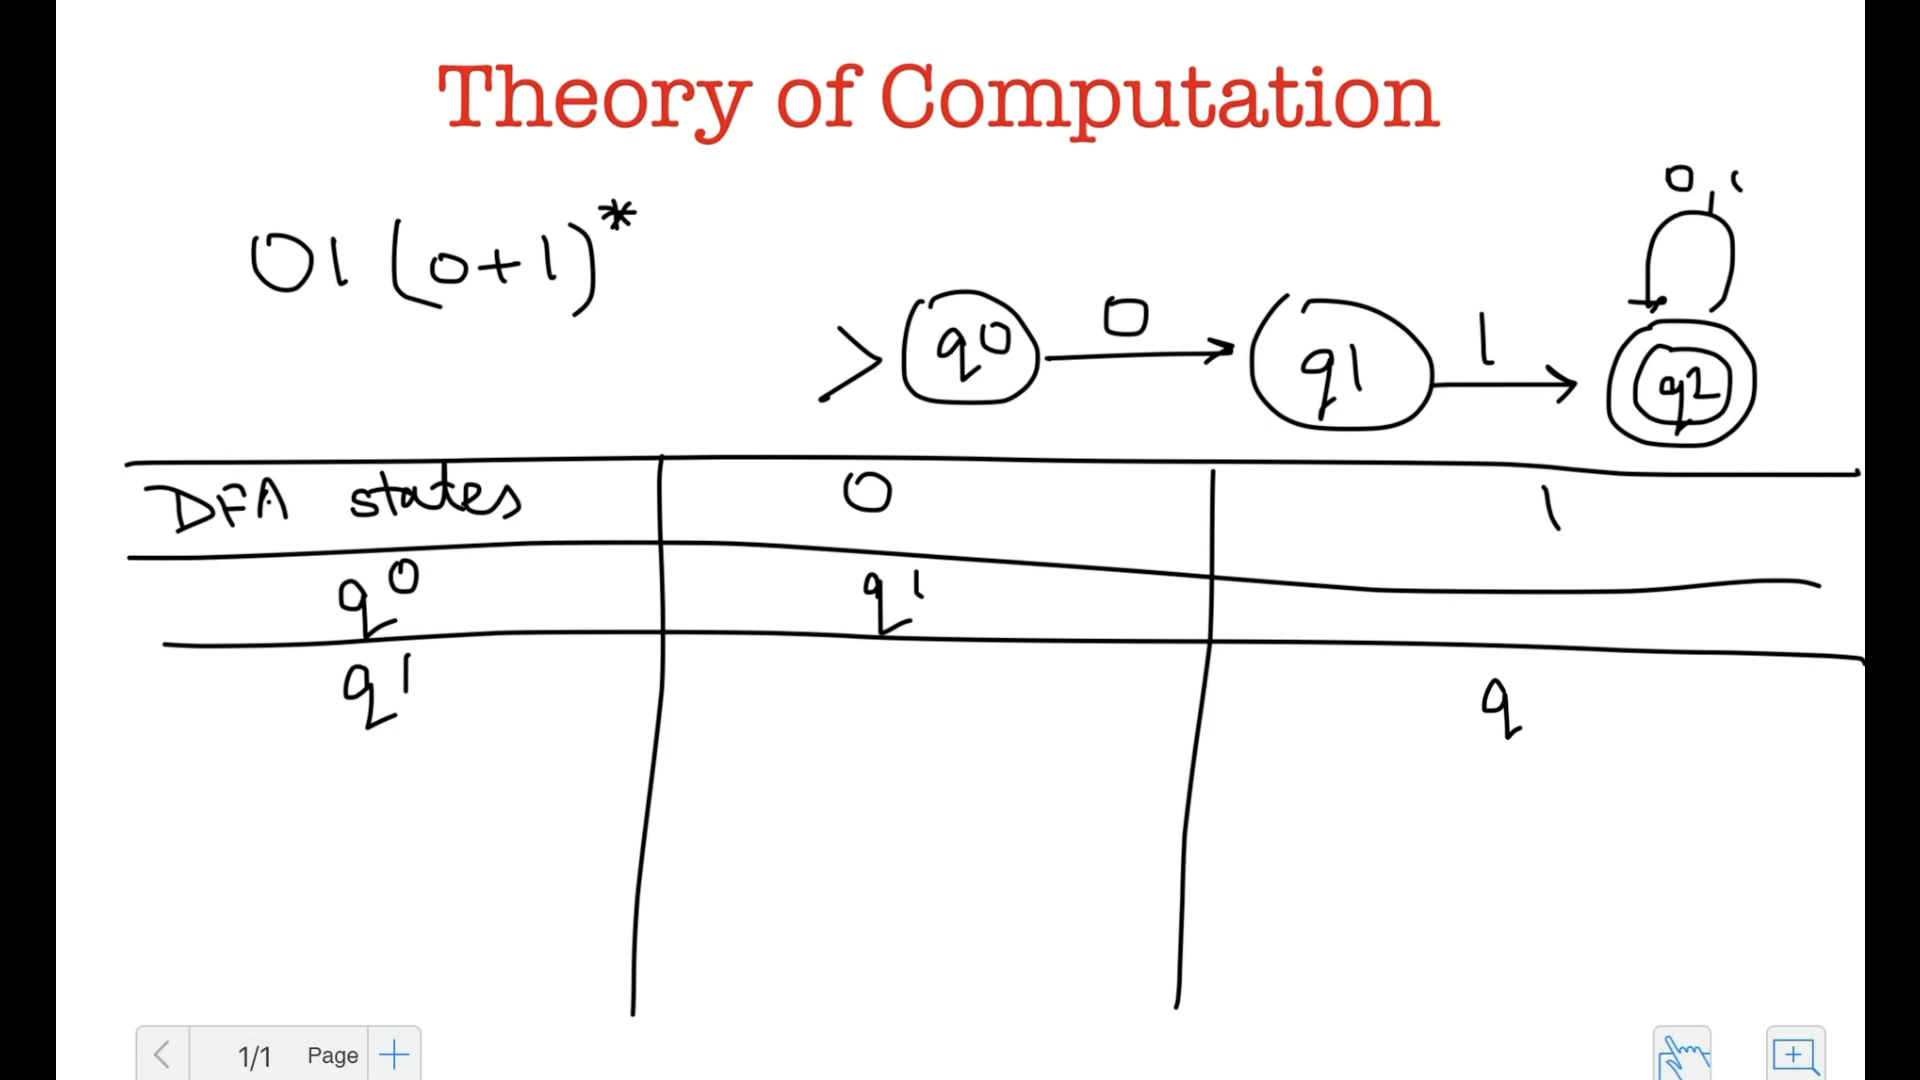 Theory of Computation
01 (0+1)*
0,1
> q0 0 q1 1 q2
DFA states 0 1
q0 q1
q1 q
1/1 Page